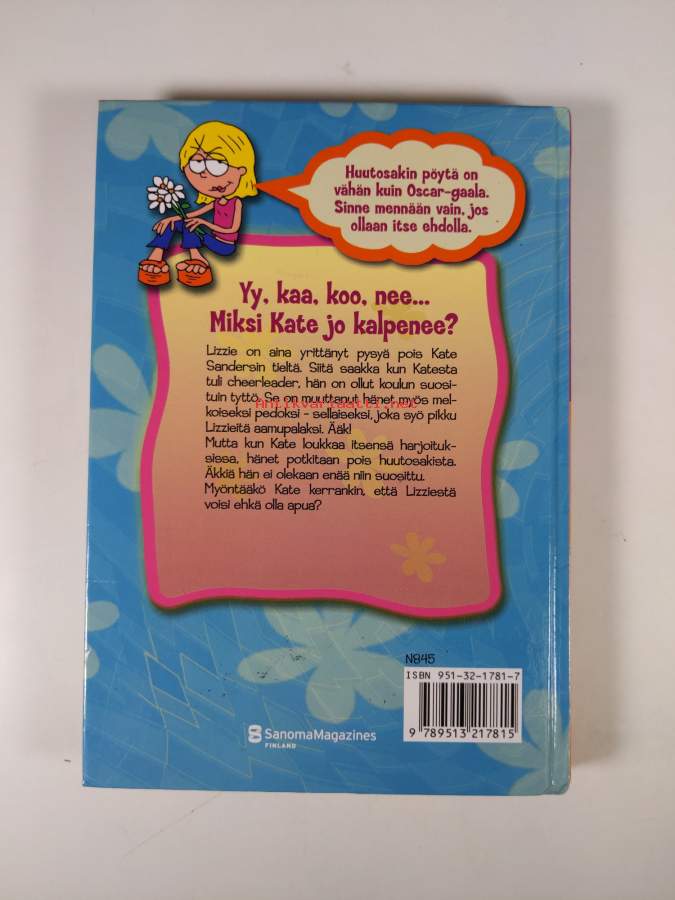 Huutosakin pöytä on
vähän kuin Oscar-gaala.
Sinne mennään vain, jos
ollaan itse ehdolla.
Yy, kaa, koo, nee...
Miksi Kate jo kalpenee?
Lizzie on aina yrittänyt pysyä pois Kate
Sandersin tieltä. Siitä saakka kun Katesta
tuli cheerleader, hän on ollut koulun suosi-
tuin tyttö. Se on muuttanut hänet myös mel-
Antikvariaatti.net
koiseksi pedoksi - sellaiseksi, joka syö pikku
Lizzieitä aamupalaksi. Ääk!
Mutta kun Kate loukkaa itsensä harjoituk-
sissa, hänet potkitaan pois huutosakista.
Äkkiä hän ei olekaan enää niin suosittu.
Myöntääkö Kate kerrankin, että Lizziestä
voisi ehkä olla apua?
N845
ISBN 951-32-1781-7
9 789513 217815
SanomaMagazines
FINLAND